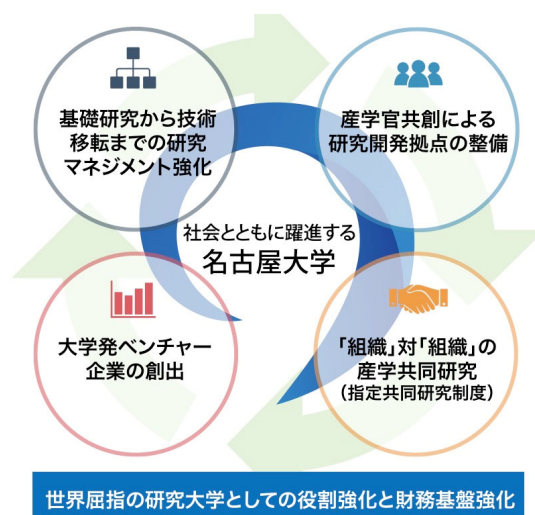 基礎研究から技術
移転までの研究
マネジメント強化
産学官共創による
研究開発拠点の整備
社会とともに躍進する
名古屋大学
大学発ベンチャー
企業の創出
「組織」対「組織」の
産学共同研究
（指定共同研究制度）
世界屈指の研究大学としての役割強化と財務基盤強化